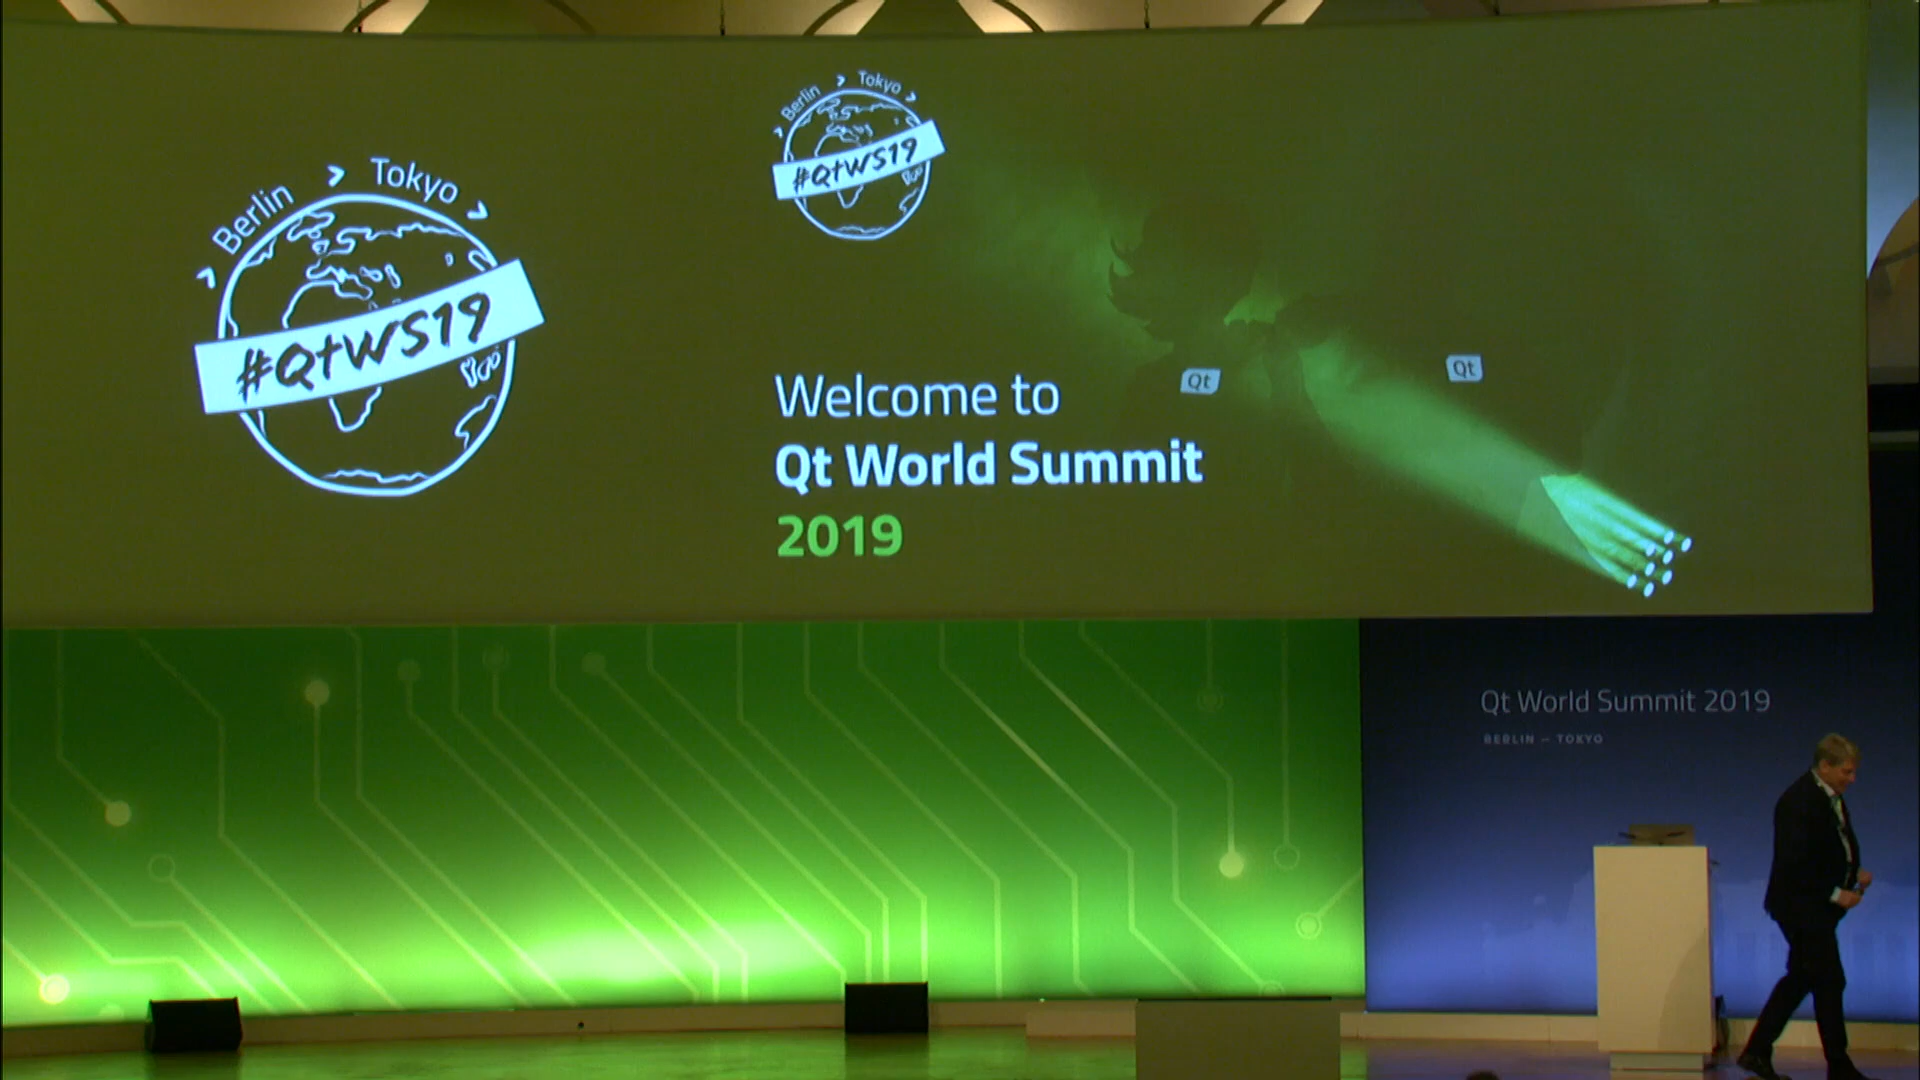 > Berlin > Tokyo >
#QtWS19
> Berlin > Tokyo >
#QtWS19
Welcome to
Qt World Summit
2019
Qt
Qt
Qt World Summit 2019
BERLIN — TOKYO